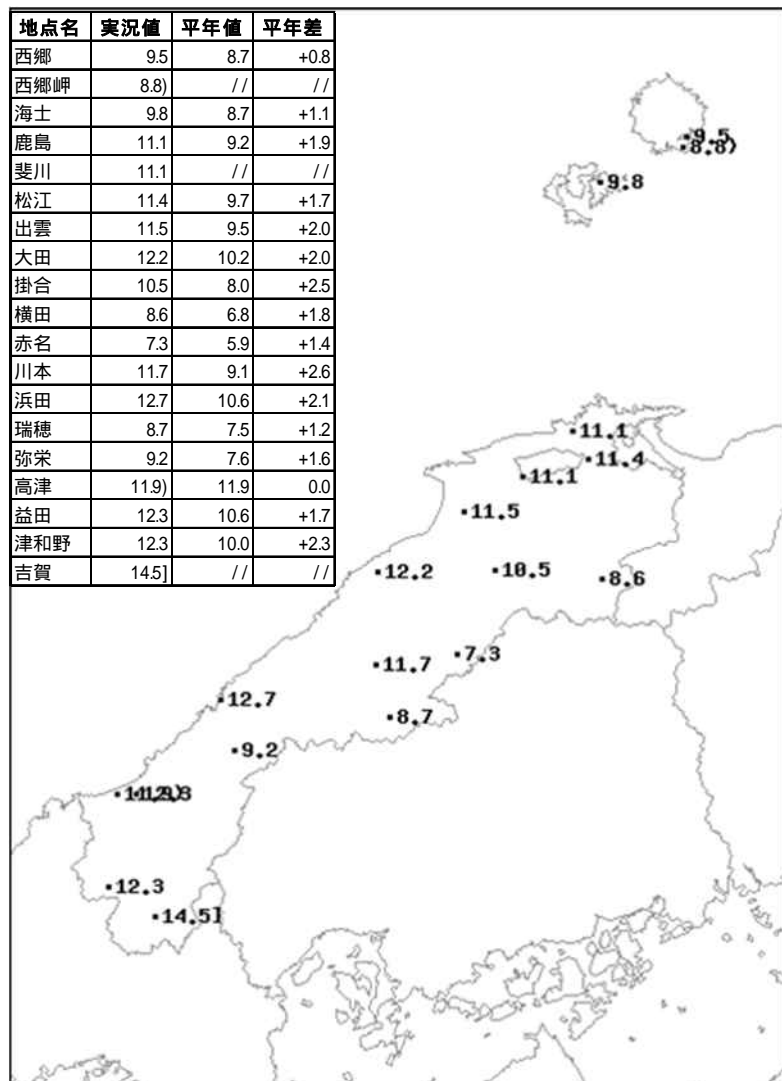 地点名 実況値 平年値 平年差
西郷 9.5 8.7 +0.8
西郷岬 8.8) // //
海士 9.8 8.7 +1.1
鹿島 11.1 9.2 +1.9
斐川 11.1 // //
松江 11.4 9.7 +1.7
出雲 11.5 9.5 +2.0
大田 12.2 10.2 +2.0
掛合 10.5 8.0 +2.5
横田 8.6 6.8 +1.8
赤名 7.3 5.9 +1.4
川本 11.7 9.1 +2.6
浜田 12.7 10.6 +2.1
瑞穂 8.7 7.5 +1.2
弥栄 9.2 7.6 +1.6
高津 11.9) 11.9 0.0
益田 12.3 10.6 +1.7
津和野 12.3 10.0 +2.3
吉賀 14.5] // //
9.5
8.8)
9.8
11.1
11.4
11.1
11.5
12.2
10.5
8.6
7.3
11.7
12.7
8.7
9.2
12.3
14.5]